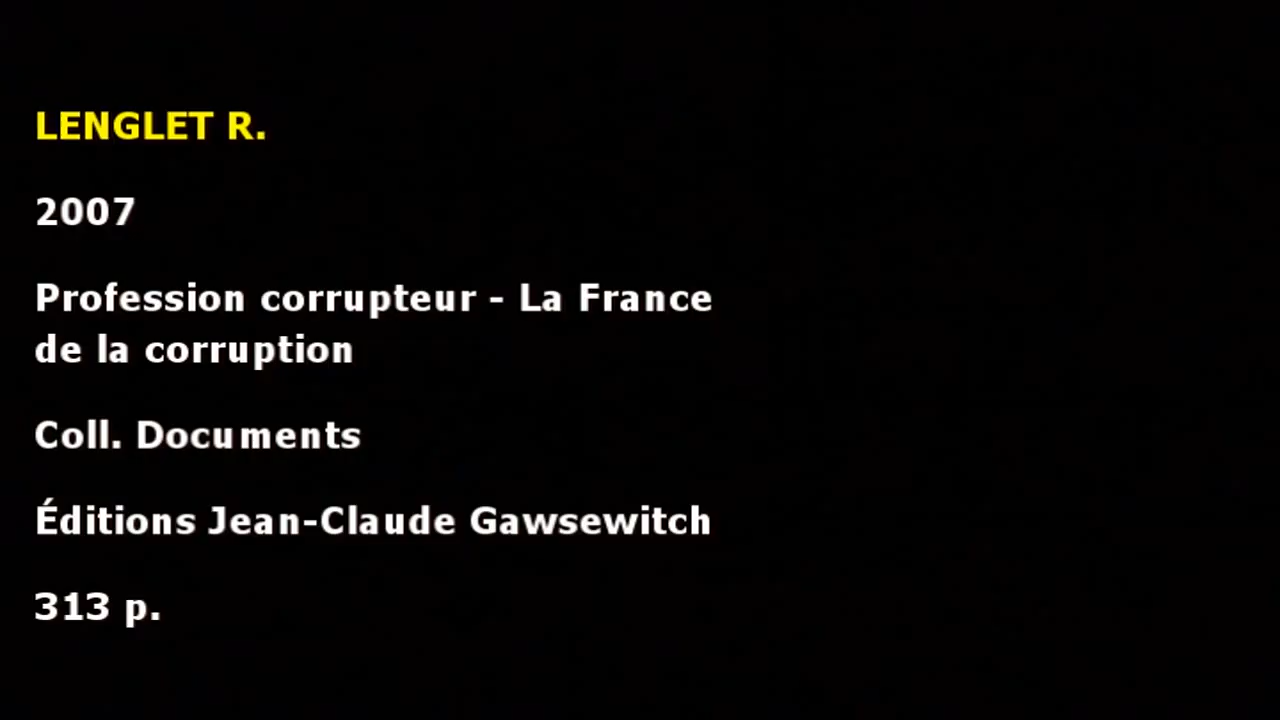 LENGLET R.
2007
Profession corrupteur - La France
de la corruption
Coll. Documents
Éditions Jean-Claude Gawsewitch
313 p.